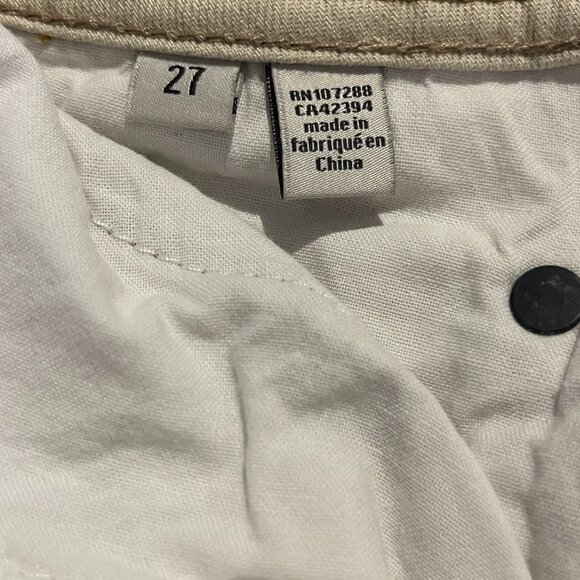 27
RN107288
CA42394
made in
fabriqué en
China